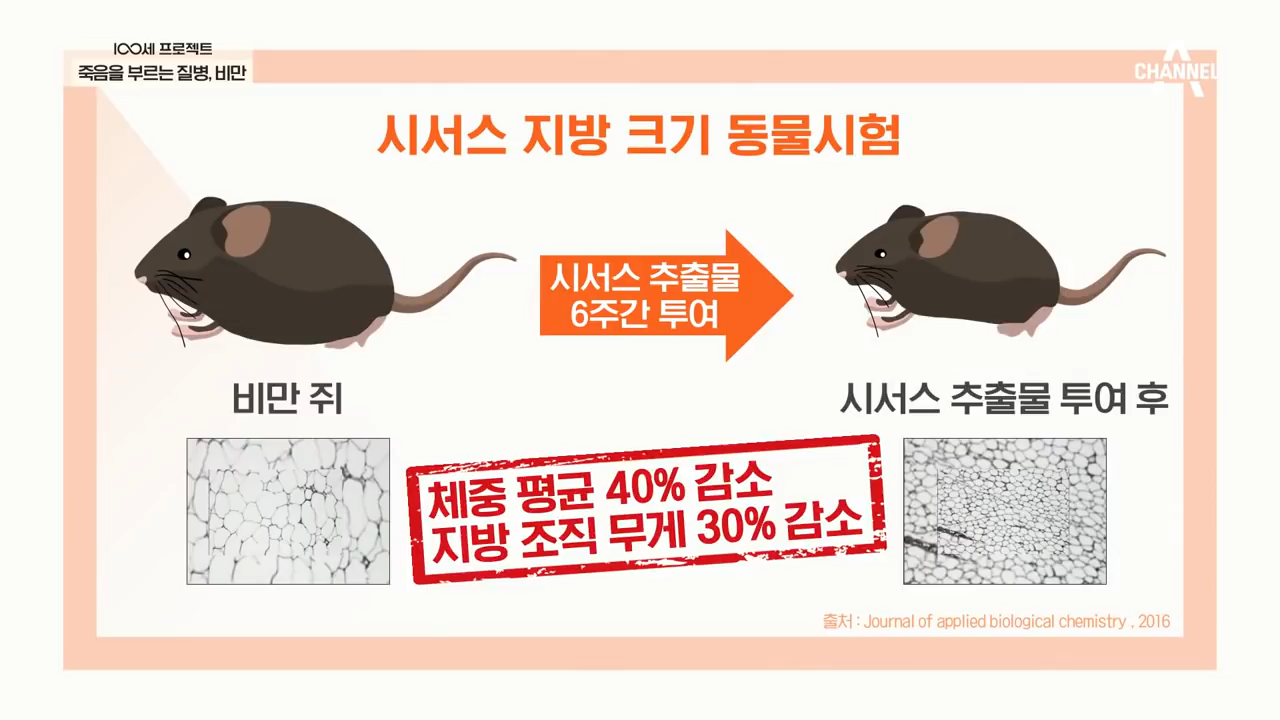 100세 프로젝트
죽음을 부르는 질병, 비만
CHANNEL A
시서스 지방 크기 동물시험
시서스 추출물
6주간 투여
비만 쥐
시서스 추출물 투여 후
체중 평균 40% 감소
지방 조직 무게 30% 감소
출처 : Journal of applied biological chemistry . 2016